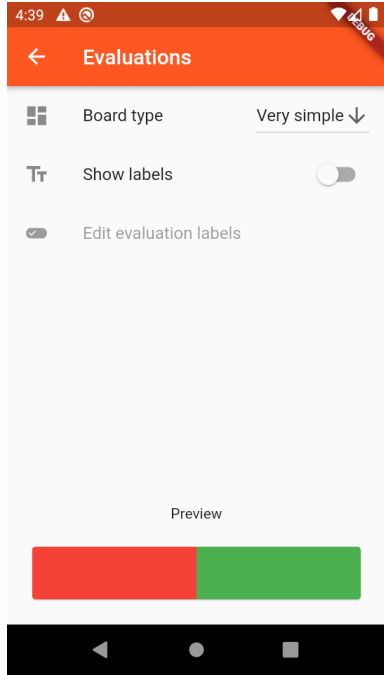 4:39
DEBUG
Evaluations
Board type Very simple
Show labels
Edit evaluation labels
Preview